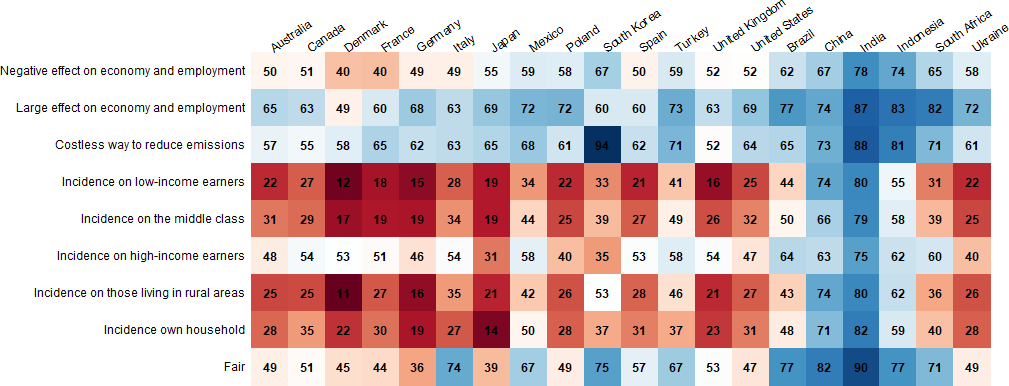 Australia Canada Denmark France Germany Italy Japan Mexico Poland South Korea Spain Turkey United Kingdom United States Brazil China India Indonesia South Africa Ukraine
Negative effect on economy and employment 50 51 40 40 49 49 55 59 58 67 50 59 52 52 62 67 78 74 65 58
Large effect on economy and employment 65 63 49 60 68 63 69 72 72 60 60 73 63 69 77 74 87 83 82 72
Costless way to reduce emissions 57 55 58 65 62 63 65 68 61 94 62 71 52 64 65 73 88 81 71 61
Incidence on low-income earners 22 27 12 18 15 28 19 34 22 33 21 41 16 25 44 74 80 55 31 22
Incidence on the middle class 31 29 17 19 19 34 19 44 25 39 27 49 26 32 50 66 79 58 39 25
Incidence on high-income earners 48 54 53 51 46 54 31 58 40 35 53 58 54 47 64 63 75 62 60 40
Incidence on those living in rural areas 25 25 11 27 16 35 21 42 26 53 28 46 21 27 43 74 80 62 36 26
Incidence own household 28 35 22 30 19 27 14 50 28 37 31 37 23 31 48 71 82 59 40 28
Fair 49 51 45 44 36 74 39 67 49 75 57 67 53 47 77 82 90 77 71 49